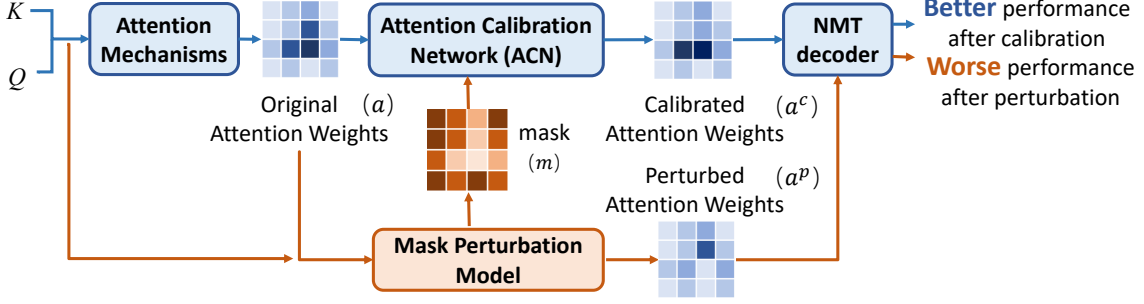 K
Q
Attention
Mechanisms
Original (a)
Attention Weights
Attention Calibration
Network (ACN)
mask
(m)
Mask Perturbation
Model
Calibrated (a^c)
Attention Weights
Perturbed (a^p)
Attention Weights
NMT
decoder
Better performance
after calibration
Worse performance
after perturbation